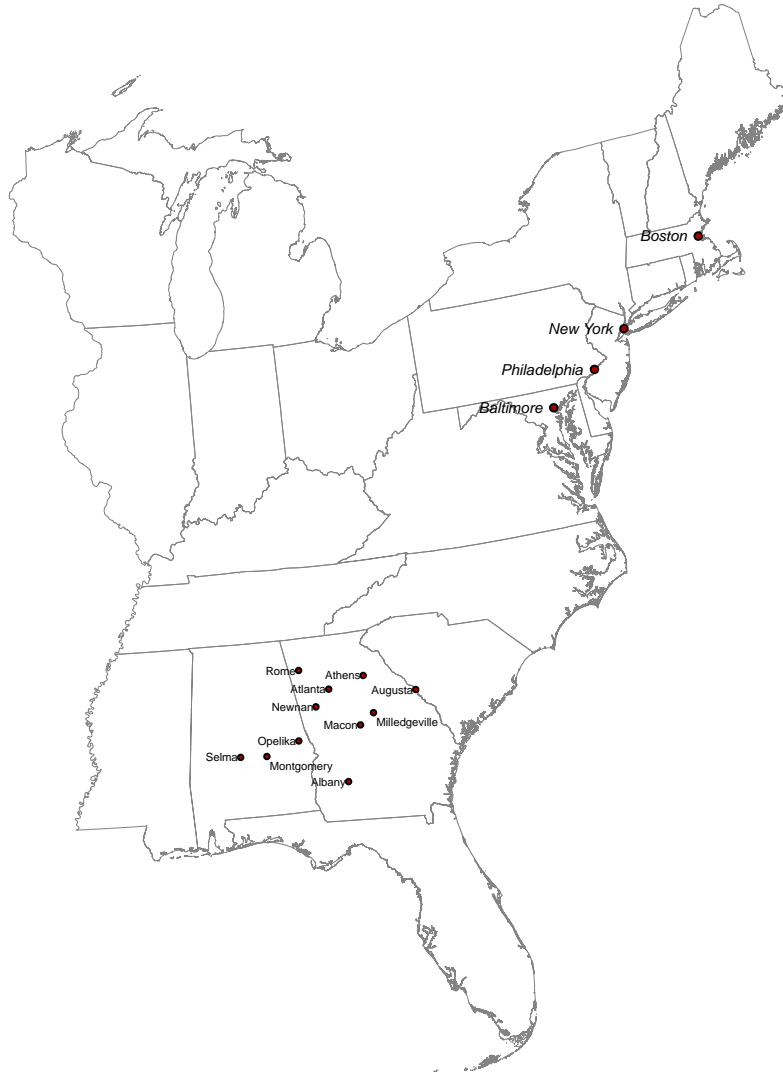 Boston
New York
Philadelphia
Baltimore
Rome
Athens
Atlanta
Augusta
Newnan
Milledgeville
Macon
Opelika
Selma
Montgomery
Albany